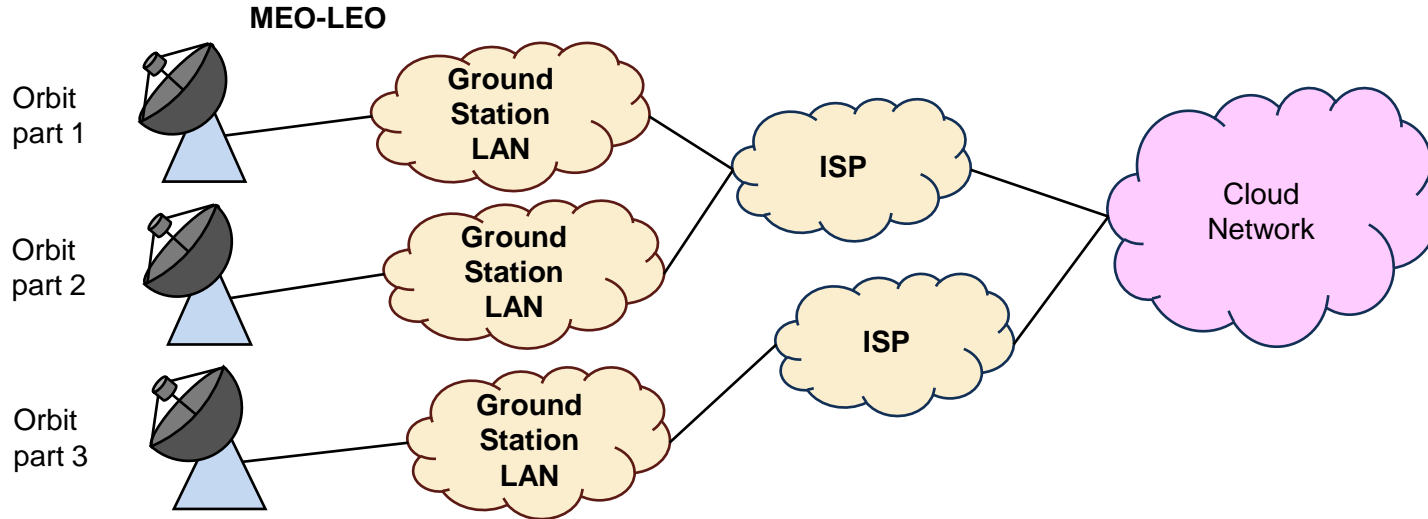 MEO-LEO
Orbit
part 1
Ground
Station
LAN
ISP
Cloud
Network
Orbit
part 2
Ground
Station
LAN
ISP
Orbit
part 3
Ground
Station
LAN